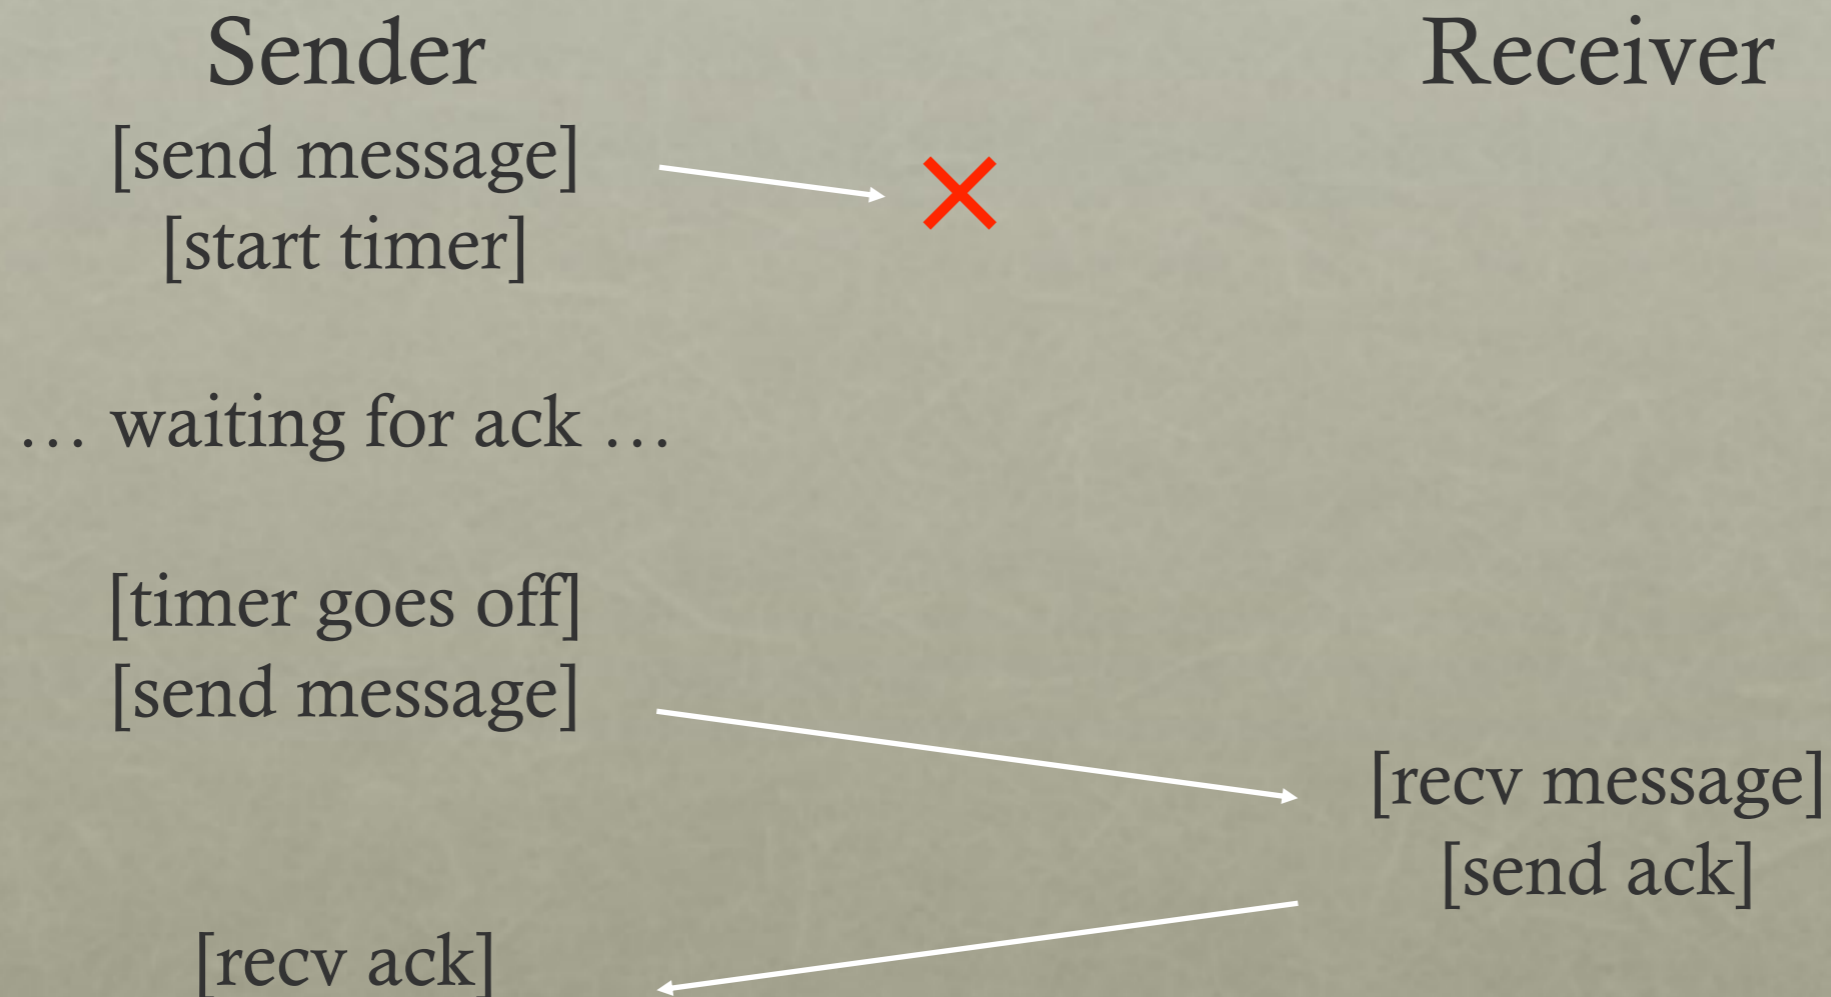 Sender
Receiver
[send message]
[start timer]
… waiting for ack …
[timer goes off]
[send message]
[recv message]
[send ack]
[recv ack]